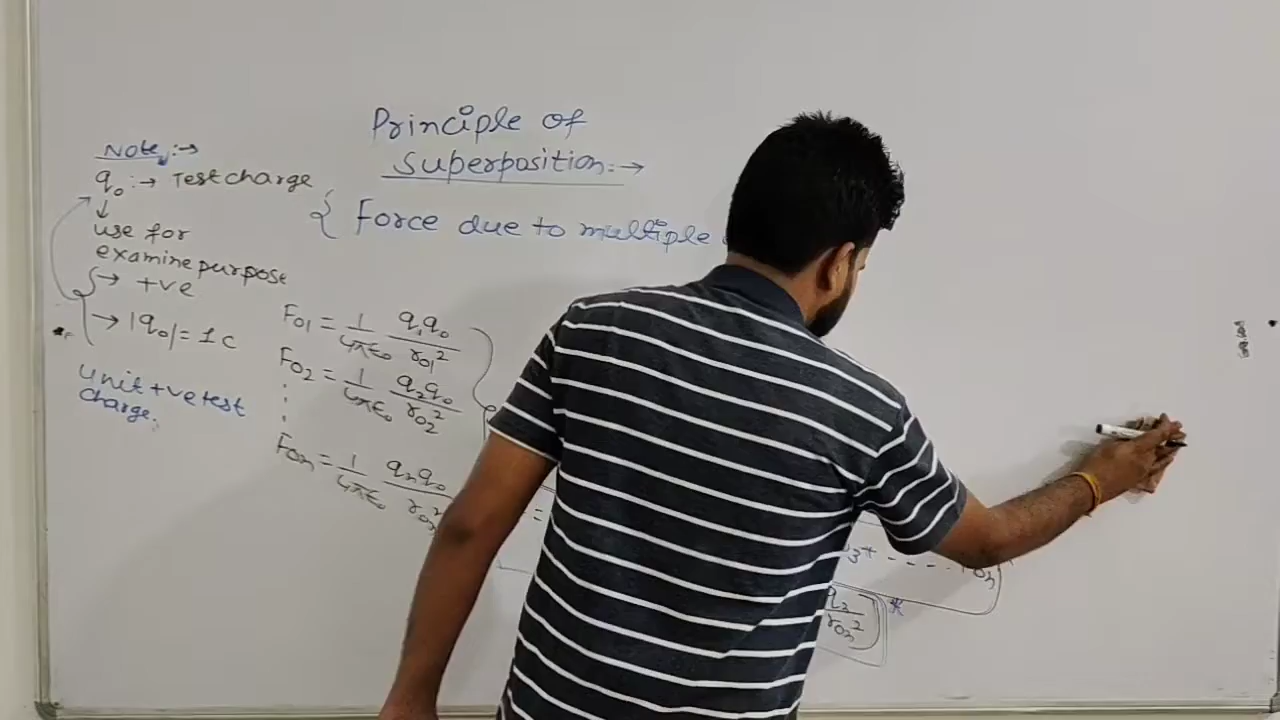 Principle of
Superposition:→
{ Force due to multiple
Note:→
q₀:→ Test charge
↓
use for
examine purpose
→ +ve
→ |q₀|= 1 c
unit +ve test
charge.
F₀₁ = 1/4πε₀ q₁q₀/r₀₁²
F₀₂ = 1/4πε₀ q₂q₀/r₀₂²
⋮
F₀ₙ = 1/4πε₀ qₙq₀/r₀ₙ²
=